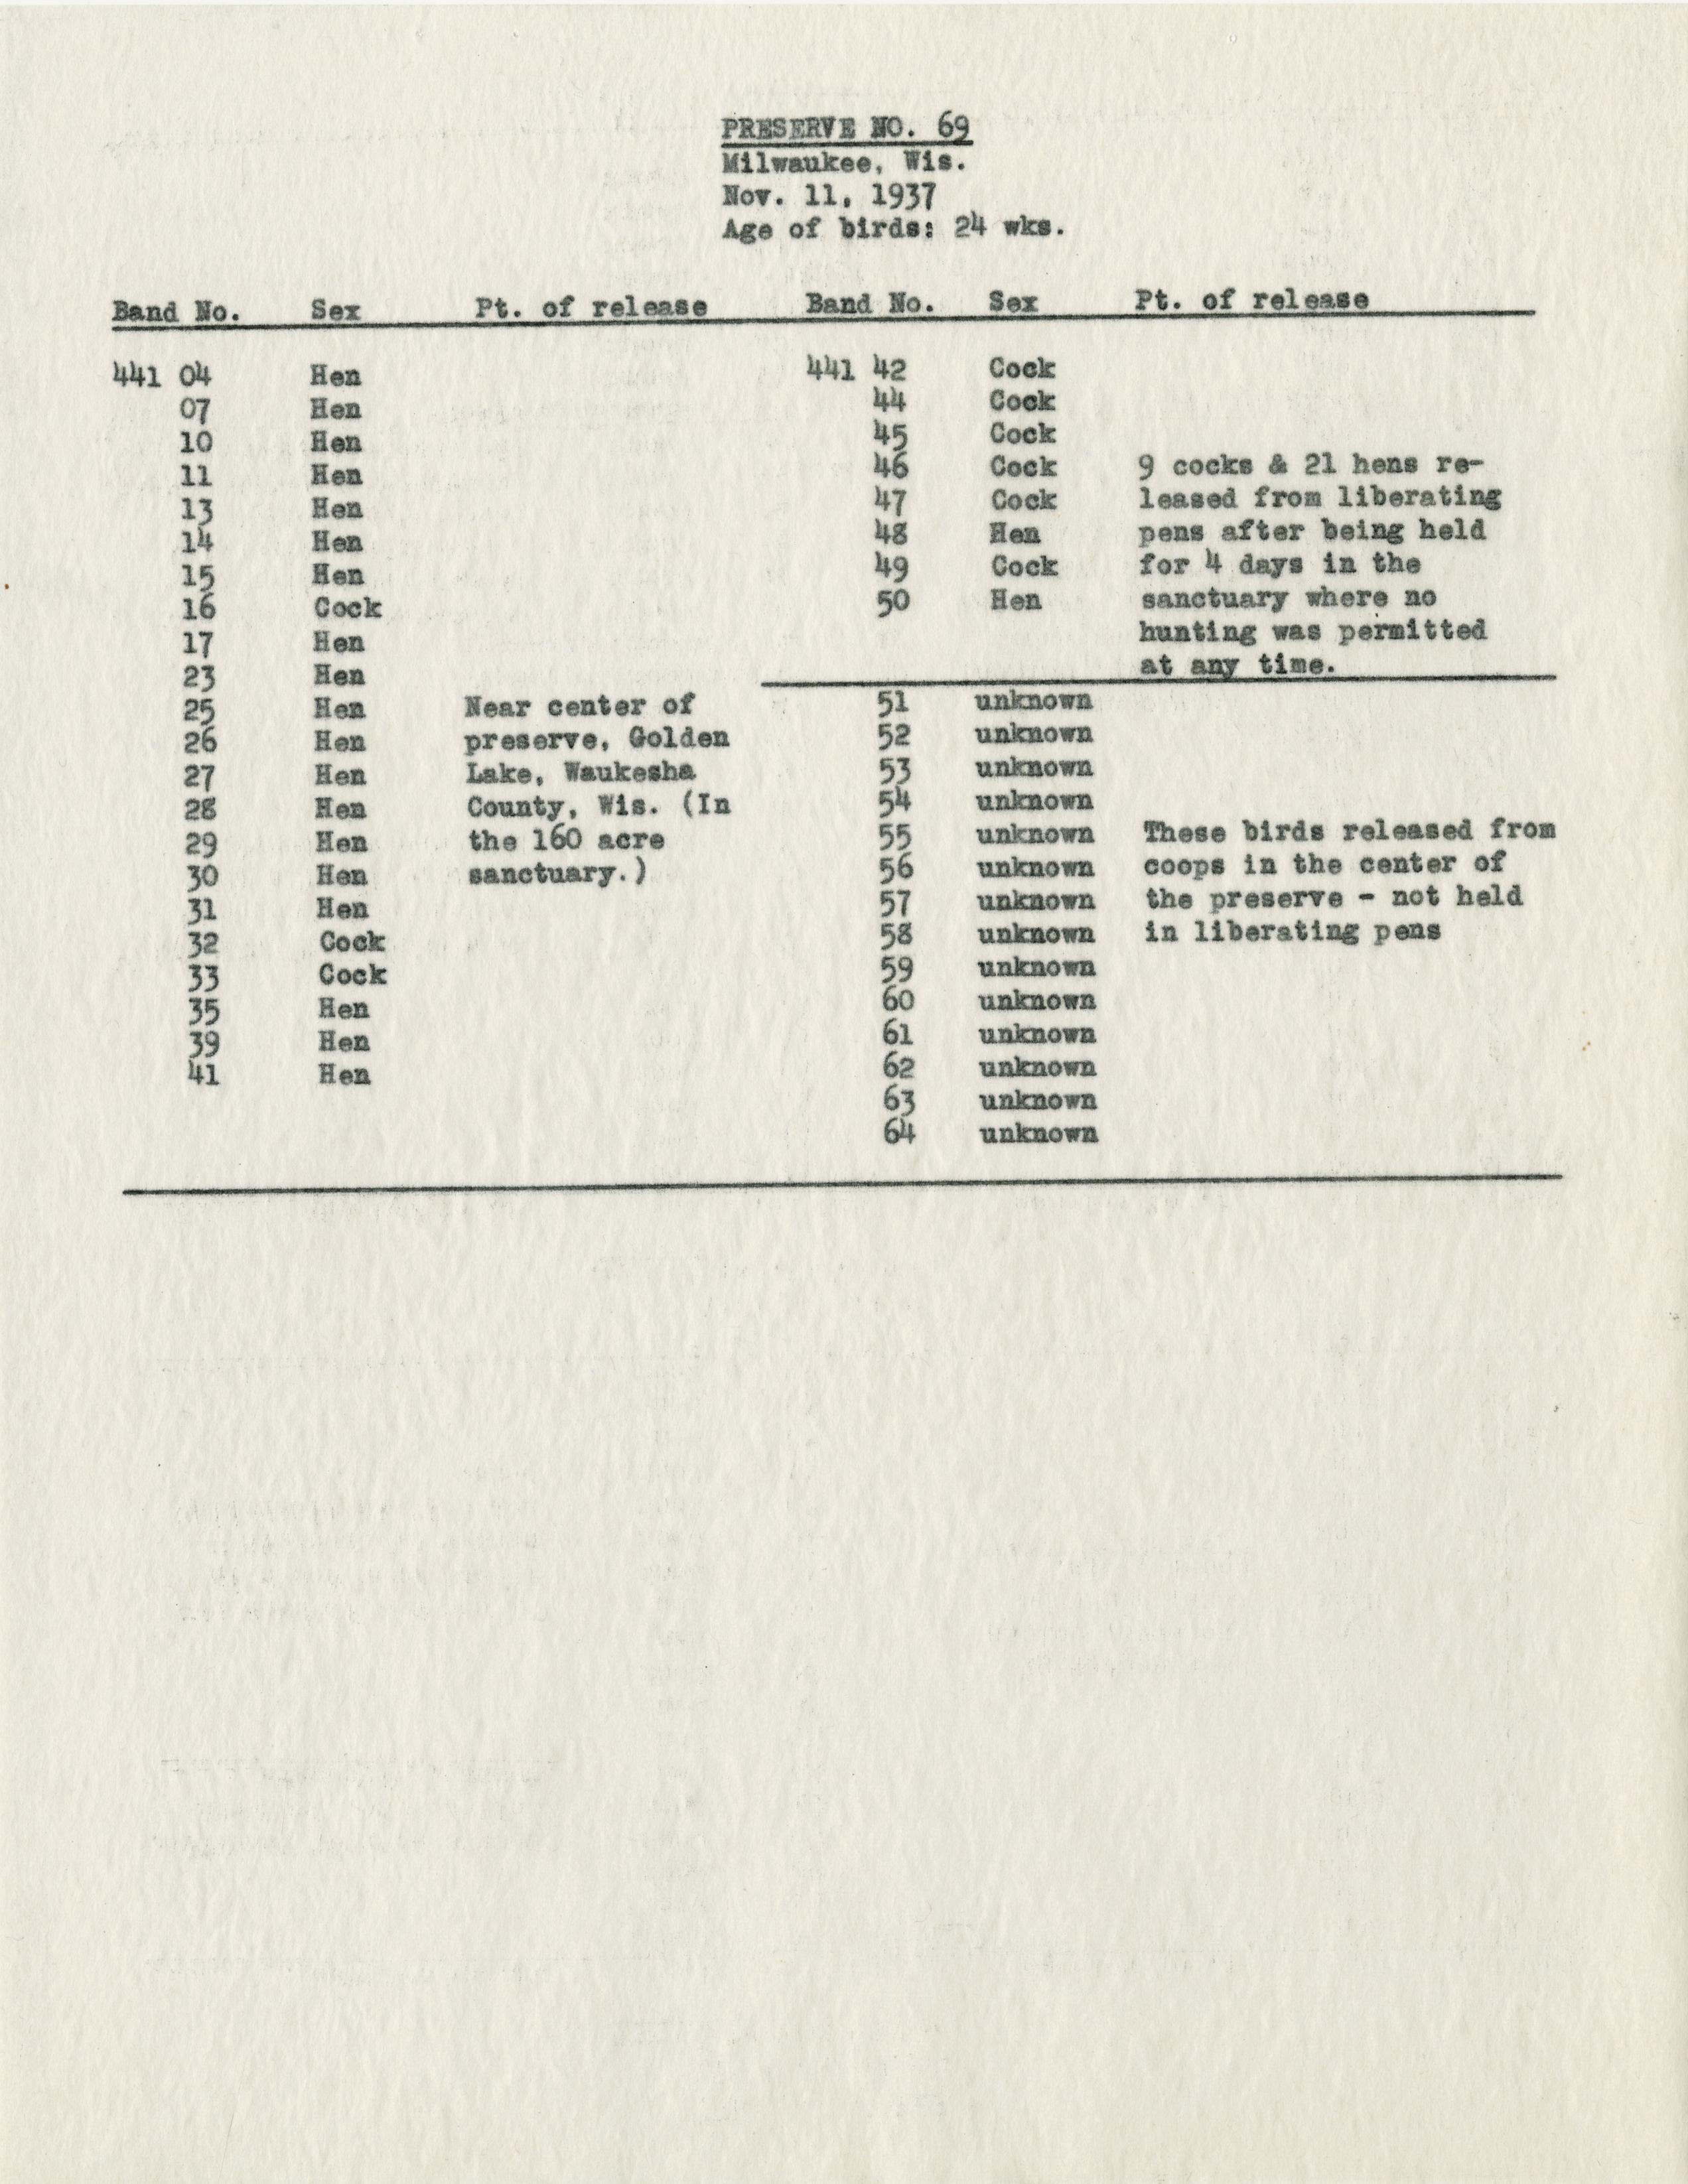 PRESERVE NO. 69
Milwaukee, Wis.
Nov. 11, 1937
Age of birds: 24 wks.
Band No. Sex Pt. of release Band No. Sex Pt. of release
441 04 Hen
07 Hen
10 Hen
11 Hen
13 Hen
14 Hen
15 Hen
16 Cock
17 Hen
23 Hen
25 Hen Near center of
26 Hen preserve, Golden
27 Hen Lake, Waukesha
28 Hen County, Wis. (In
29 Hen the 160 acre
30 Hen sanctuary.)
31 Hen
32 Cock
33 Cock
35 Hen
39 Hen
41 Hen
441 42 Cock
44 Cock
45 Cock
46 Cock 9 cocks & 21 hens re-
47 Cock leased from liberating
48 Hen pens after being held
49 Cock for 4 days in the
50 Hen sanctuary where no
hunting was permitted
at any time.
51 unknown
52 unknown
53 unknown
54 unknown
55 unknown These birds released from
56 unknown coops in the center of
57 unknown the preserve - not held
58 unknown in liberating pens
59 unknown
60 unknown
61 unknown
62 unknown
63 unknown
64 unknown